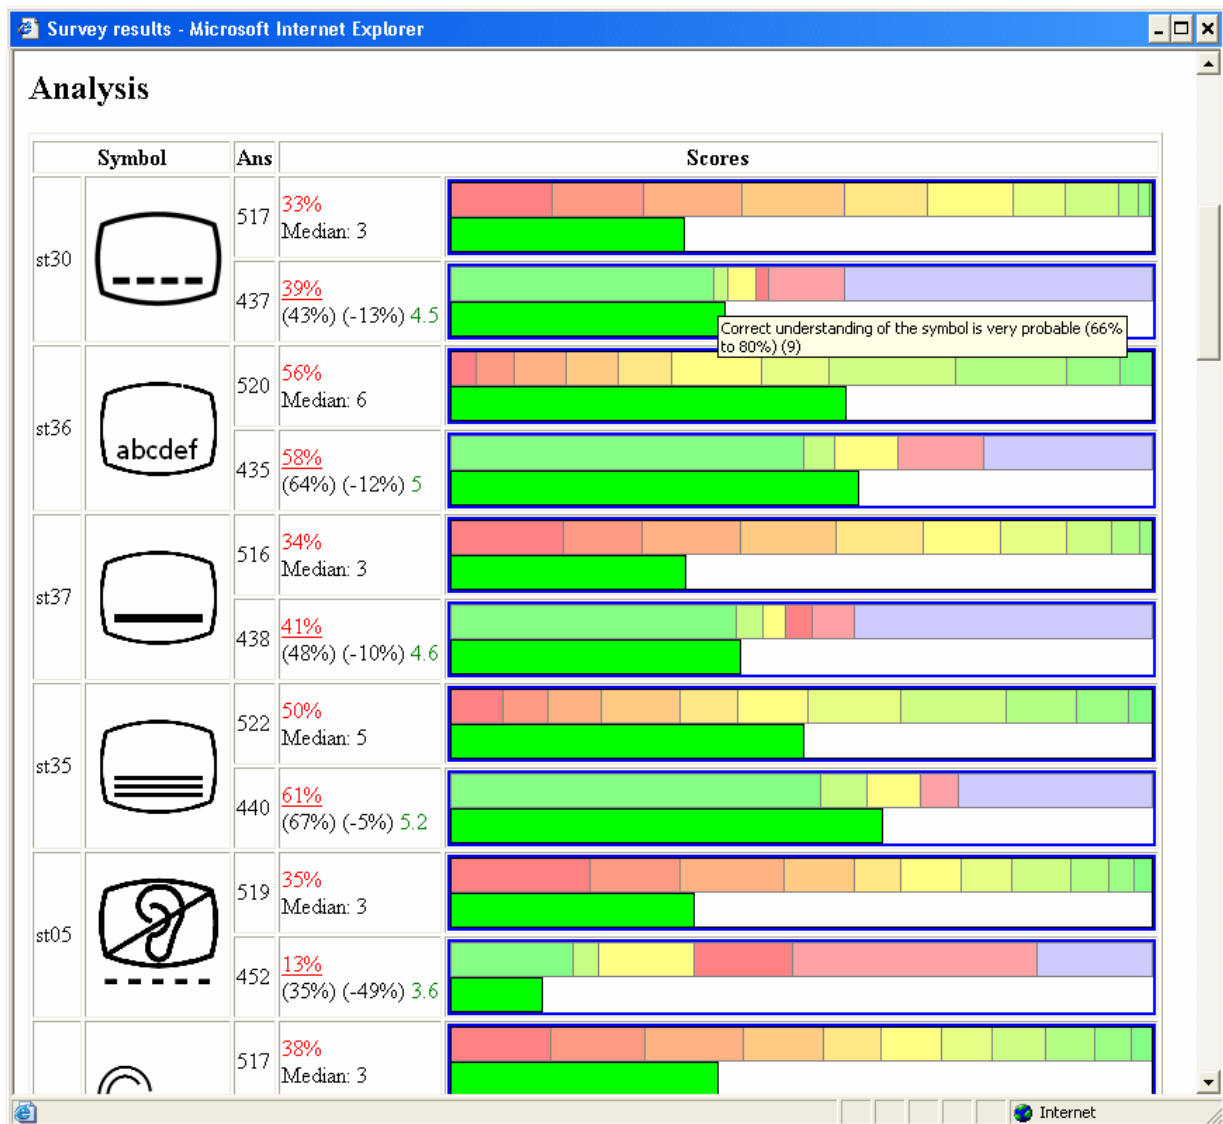 Survey results - Microsoft Internet Explorer
Analysis
Symbol Ans Scores
st30
517
33%
Median: 3
437
39%
(43%) (-13%) 4.5
Correct understanding of the symbol is very probable (66%
to 80%) (9)
st36
abcdef
520
56%
Median: 6
435
58%
(64%) (-12%) 5
st37
516
34%
Median: 3
438
41%
(48%) (-10%) 4.6
st35
522
50%
Median: 5
440
61%
(67%) (-5%) 5.2
st05
519
35%
Median: 3
452
13%
(35%) (-49%) 3.6
517
38%
Median: 3
Internet